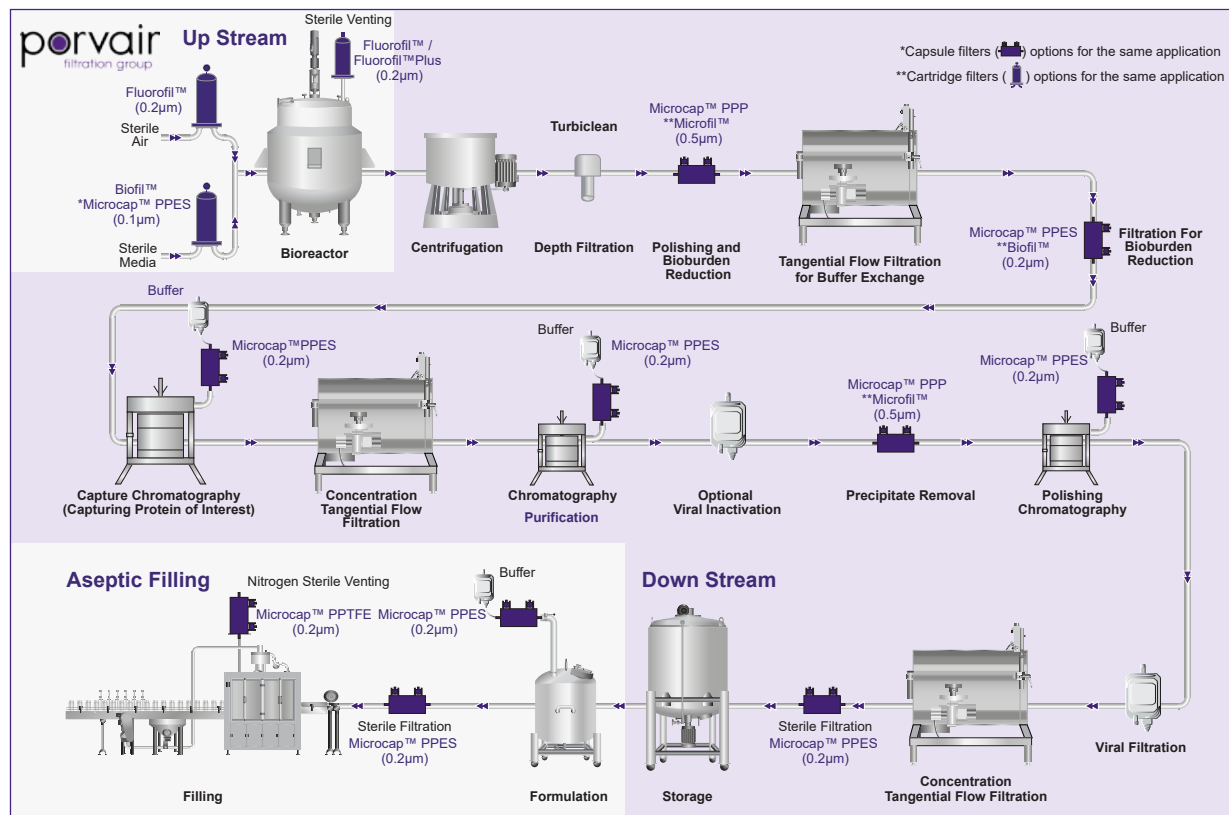 porvair
filtration group
Up Stream
Sterile Venting
Fluorofil™ /
Fluorofil™Plus
(0.2µm)
*Capsule filters ( ) options for the same application
**Cartridge filters ( ) options for the same application
Fluorofil™
(0.2µm)
Sterile
Air
Biofil™
*Microcap™ PPES
(0.1µm)
Sterile
Media
Bioreactor
Centrifugation
Turbiclean
Depth Filtration
Microcap™ PPP
**Microfil™
(0.5µm)
Polishing and
Bioburden
Reduction
Tangential Flow Filtration
for Buffer Exchange
Microcap™ PPES
**Biofil™
(0.2µm)
Filtration For
Bioburden
Reduction
Buffer
Microcap™PPES
(0.2µm)
Capture Chromatography
(Capturing Protein of Interest)
Concentration
Tangential Flow
Filtration
Buffer
Microcap™ PPES
(0.2µm)
Chromatography
Purification
Optional
Viral Inactivation
Microcap™ PPP
**Microfil™
(0.5µm)
Precipitate Removal
Buffer
Microcap™ PPES
(0.2µm)
Polishing
Chromatography
Aseptic Filling
Nitrogen Sterile Venting
Microcap™ PPTFE
(0.2µm)
Buffer
Microcap™ PPES
(0.2µm)
Sterile Filtration
Microcap™ PPES
(0.2µm)
Filling
Formulation
Down Stream
Storage
Sterile Filtration
Microcap™ PPES
(0.2µm)
Concentration
Tangential Flow Filtration
Viral Filtration